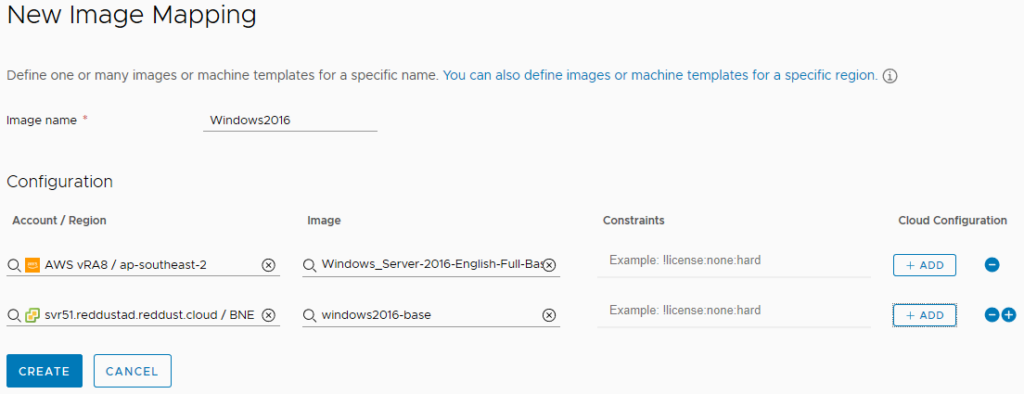 New Image Mapping
Define one or many images or machine templates for a specific name. You can also define images or machine templates for a specific region.
Image name * Windows2016
Configuration
Account / Region Image Constraints Cloud Configuration
AWS vRA8 / ap-southeast-2 Windows_Server-2016-English-Full-Bas Example: !license:none:hard + ADD
svr51.reddustad.reddust.cloud / BNE windows2016-base Example: !license:none:hard + ADD
CREATE CANCEL